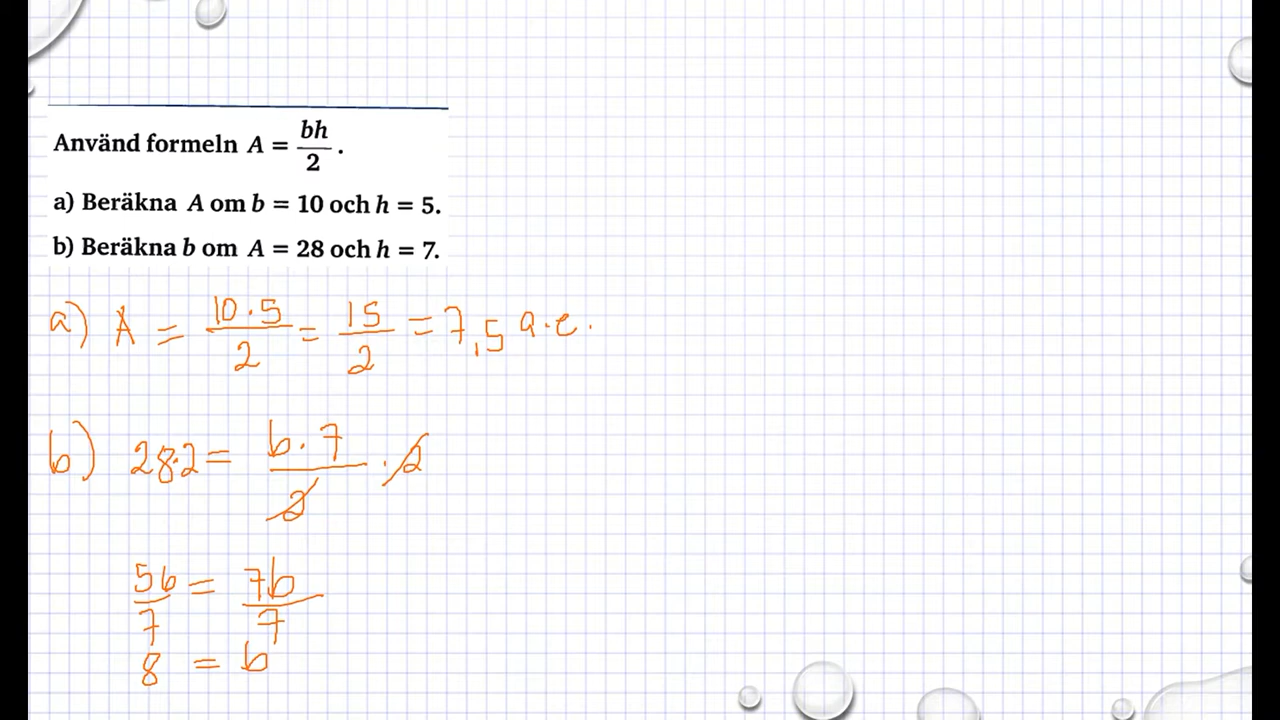 Använd formeln A = bh/2 .
a) Beräkna A om b = 10 och h = 5.
b) Beräkna b om A = 28 och h = 7.
a) A = 10·5/2 = 15/2 = 7,5 a.e.
b) 28·2 = b·7/2 · 2
56/7 = 7b/7
8 = b